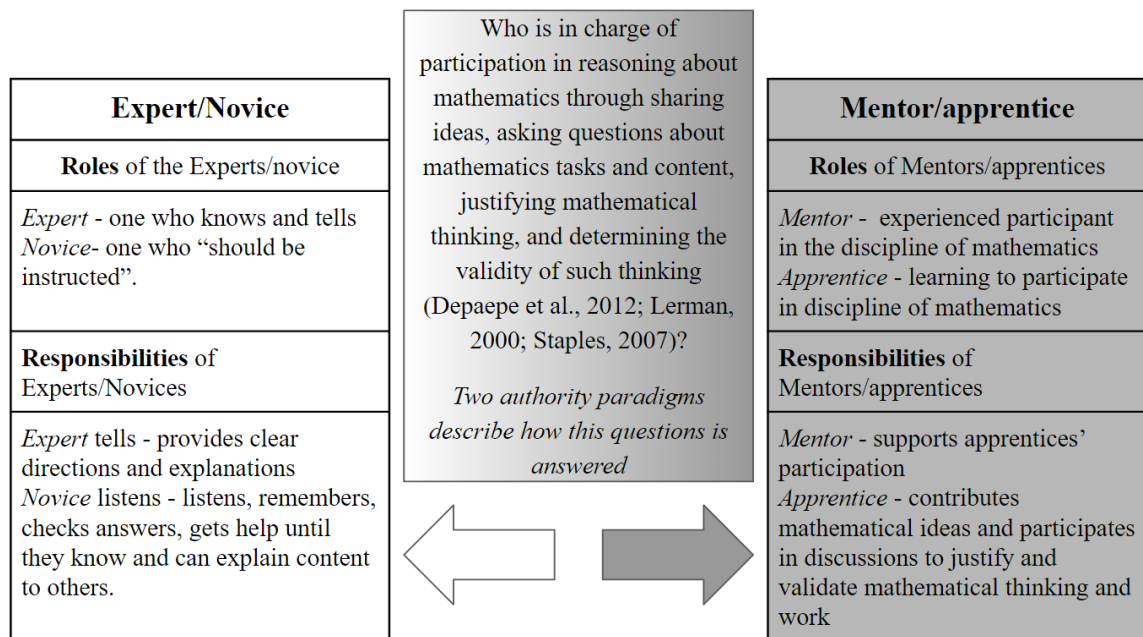 Expert/Novice
Roles of the Experts/novice
Expert - one who knows and tells
Novice- one who “should be
instructed”.
Responsibilities of
Experts/Novices
Expert tells - provides clear
directions and explanations
Novice listens - listens, remembers,
checks answers, gets help until
they know and can explain content
to others.
Who is in charge of
participation in reasoning about
mathematics through sharing
ideas, asking questions about
mathematics tasks and content,
justifying mathematical
thinking, and determining the
validity of such thinking
(Depaepe et al., 2012; Lerman,
2000; Staples, 2007)?
Two authority paradigms
describe how this questions is
answered
Mentor/apprentice
Roles of Mentors/apprentices
Mentor - experienced participant
in the discipline of mathematics
Apprentice - learning to participate
in discipline of mathematics
Responsibilities of
Mentors/apprentices
Mentor - supports apprentices’
participation
Apprentice - contributes
mathematical ideas and participates
in discussions to justify and
validate mathematical thinking and
work